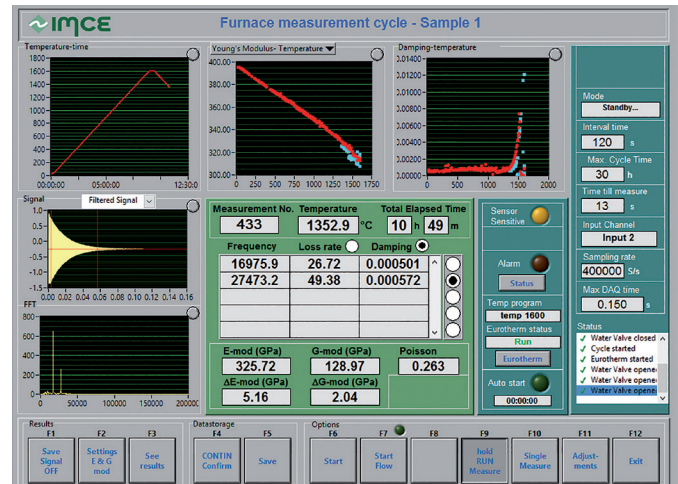 IMCE
Furnace measurement cycle - Sample 1
Temperature-time
1800
1600
1400
1200
1000
800
600
400
200
0
00:00:00 05:00:00 12:30:0
Young's Modulus- Temperature
400.00
360.00
340.00
320.00
300.00
0 250 500 750 1000 1250 1500 1750
Damping-temperature
0.01400
0.01200
0.01000
0.00800
0.00600
0.00400
0.00200
0.00000
0 500 1000 1500 2000
Mode
Standby...
Interval time
120 s
Max. Cycle Time
30 h
Time till measure
13 s
Input Channel
Input 2
Sampling rate
400000 S/s
Max DAQ time
0.150 s
Status
Water Valve closed
Cycle started
Eurotherm started
Water Valve opene
Water Valve opene
Water Valve opene
Signal
Filtered Signal
1.0
0.5
0.0
-0.5
-1.0
-1.5
0.0 0.02 0.04 0.06 0.08 0.10 0.12 0.14 0.16
FFT
800
600
400
200
0
0 50000 100000 150000 200000
Measurement No. Temperature Total Elapsed Time
433 1352.9 °C 10 h 49 m
Frequency Loss rate Damping
16975.9 26.72 0.000501
27473.2 49.38 0.000572
E-mod (GPa) G-mod (GPa) Poisson
325.72 128.97 0.263
ΔE-mod (GPa) ΔG-mod (GPa)
5.16 2.04
Sensor
Sensitive
Alarm
Status
Temp program
temp 1600
Eurotherm status
Run
Eurotherm
Auto start
00:00:00
Results
F1 F2 F3
Save Signal OFF
Settings E & G mod
See results
Datastorage
F4 F5
CONTIN Confirm
Save
Options
F6 F7 F8 F9 F10 F11 F12
Start
Start Flow
hold RUN Measure
Single Measure
Adjust-ments
Exit